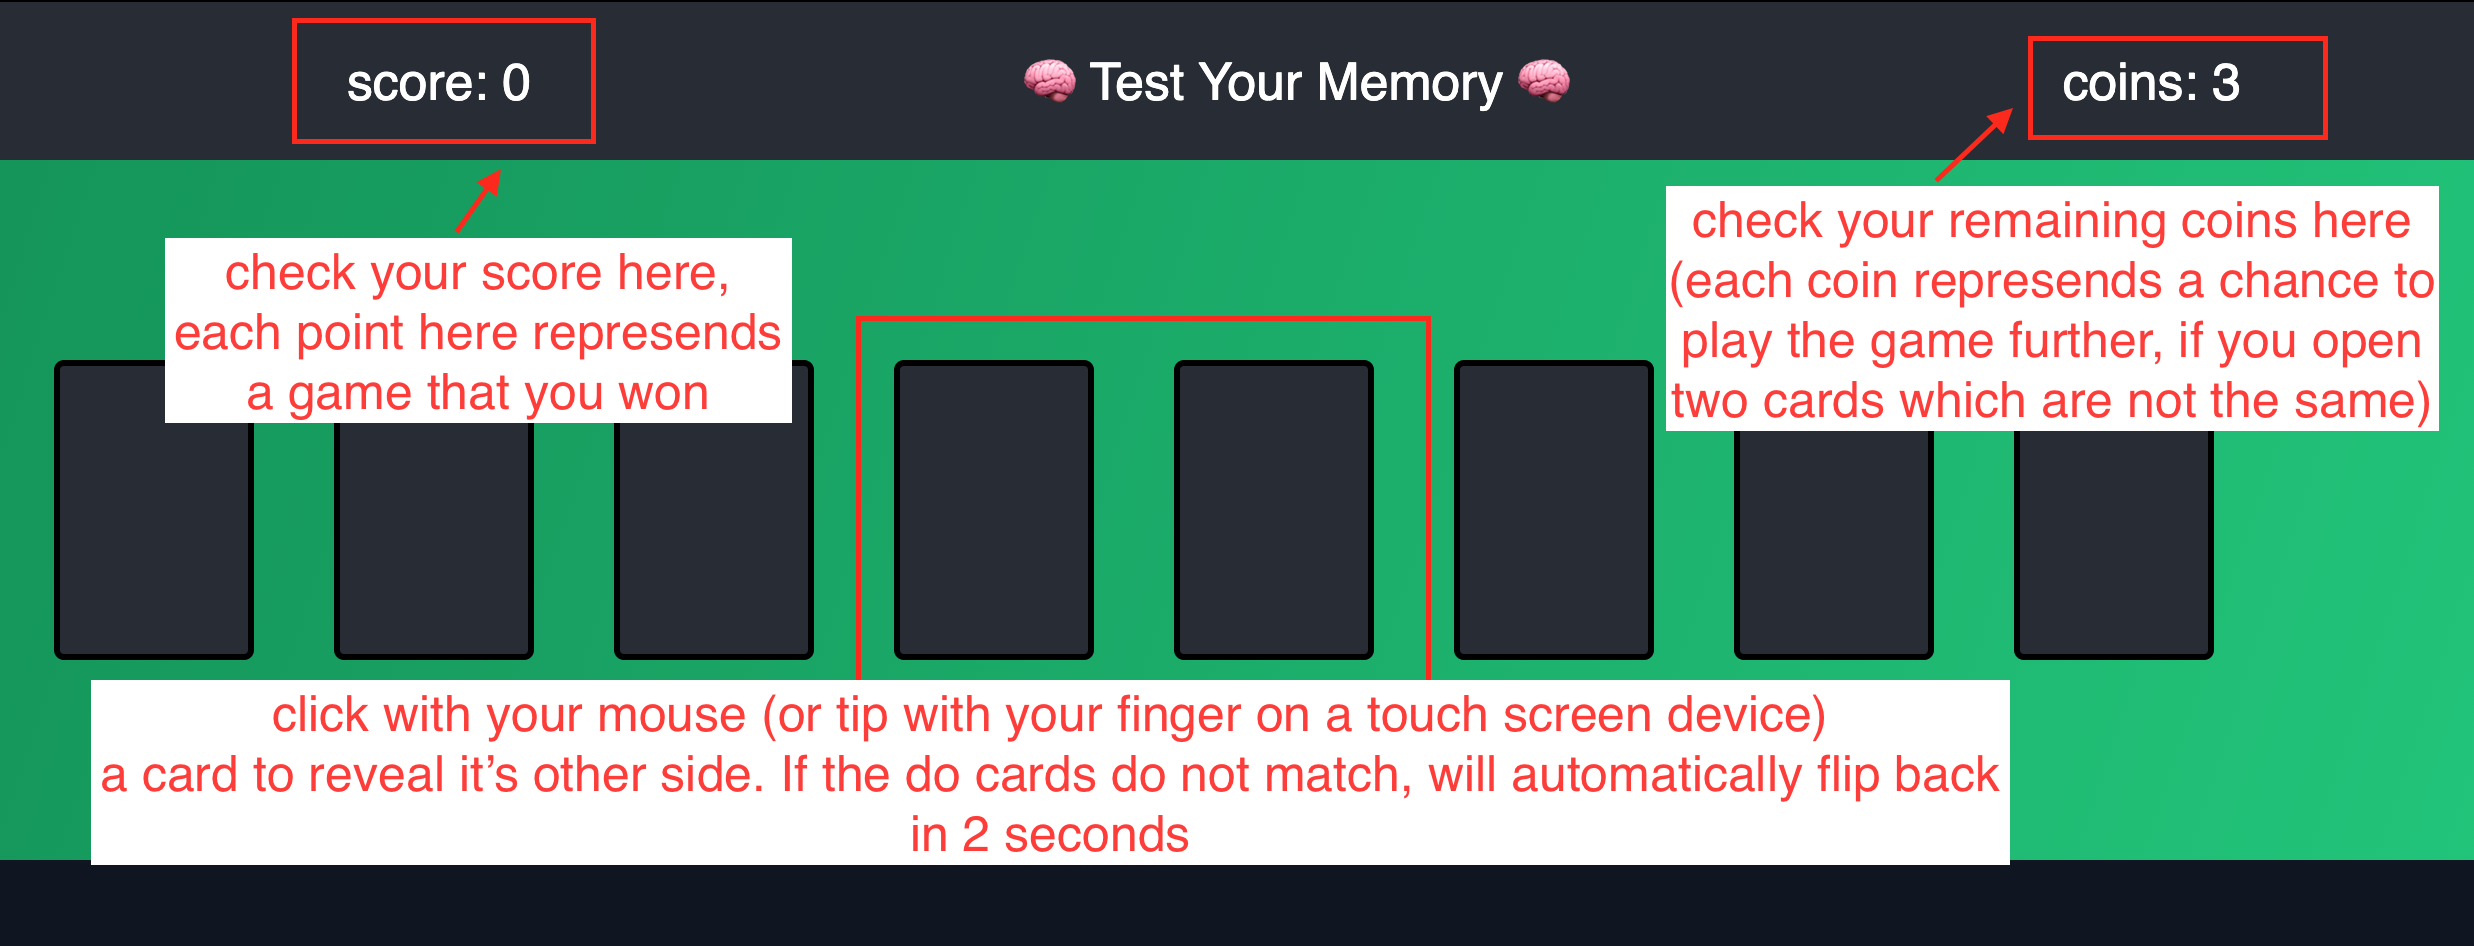 score: 0
🧠 Test Your Memory 🧠
coins: 3
check your score here,
each point here represends
a game that you won
check your remaining coins here
(each coin represends a chance to
play the game further, if you open
two cards which are not the same)
click with your mouse (or tip with your finger on a touch screen device)
a card to reveal it’s other side. If the do cards do not match, will automatically flip back
in 2 seconds